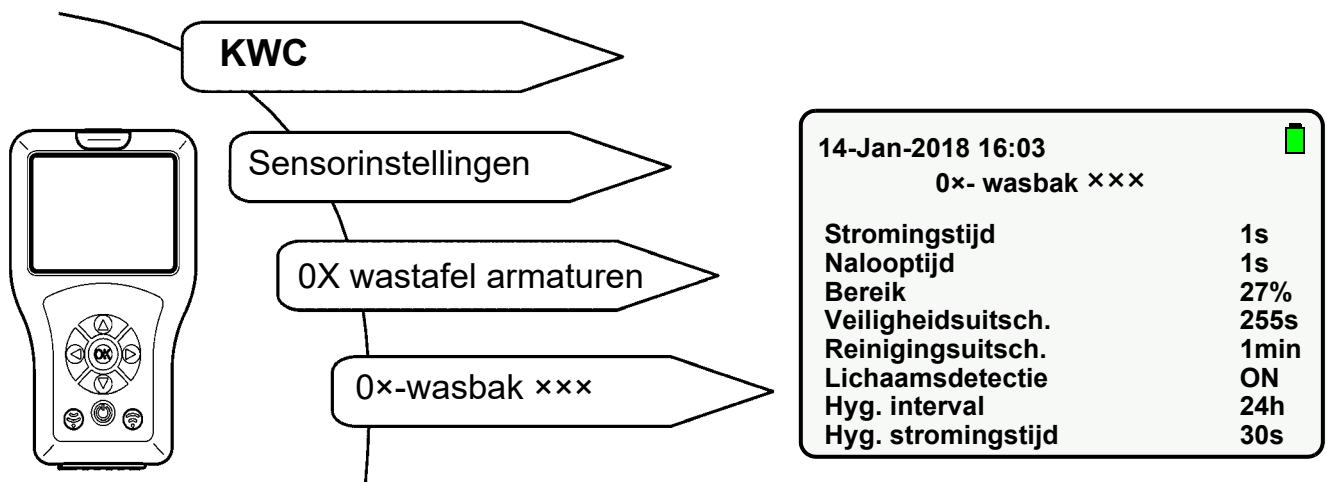 KWC
Sensorinstellingen
0X wastafel armaturen
0×-wasbak ×××
OK
14-Jan-2018 16:03
0×- wasbak ×××
Stromingstijd 1s
Nalooptijd 1s
Bereik 27%
Veiligheidsuitsch. 255s
Reinigingsuitsch. 1min
Lichaamsdetectie ON
Hyg. interval 24h
Hyg. stromingstijd 30s